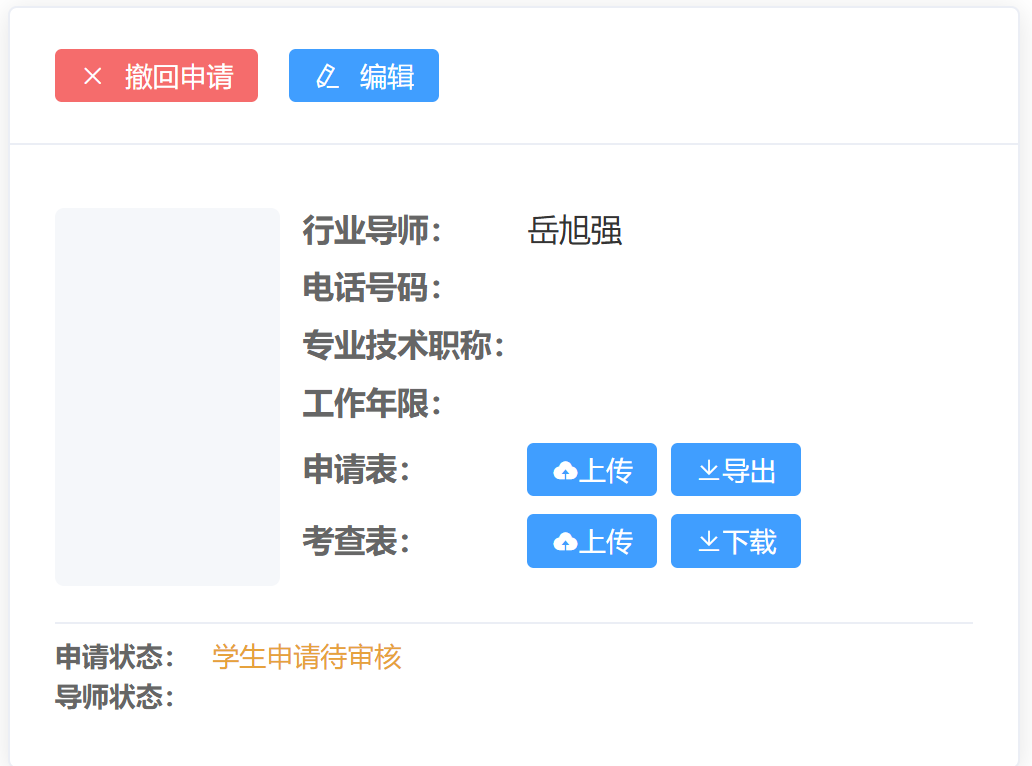 撤回申请 编辑
行业导师： 岳旭强
电话号码：
专业技术职称：
工作年限：
申请表： 上传 导出
考查表： 上传 下载
申请状态： 学生申请待审核
导师状态：